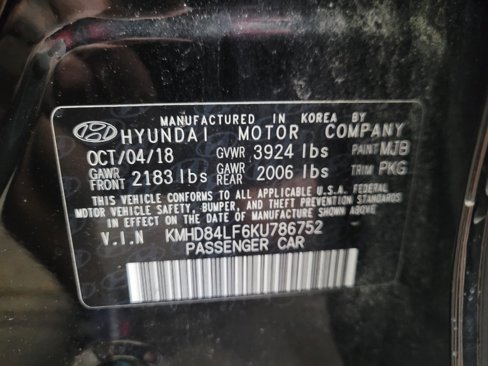 MANUFACTURED IN KOREA BY
HYUNDAI MOTOR COMPANY
OCT/04/18 GVWR 3924 lbs PAINT MJB
GAWR FRONT 2183 lbs GAWR REAR 2006 lbs TRIM PKG
THIS VEHICLE CONFORMS TO ALL APPLICABLE U.S.A. FEDERAL
MOTOR VEHICLE SAFETY, BUMPER, AND THEFT PREVENTION STANDARDS
IN EFFECT ON THE DATE OF MANUFACTURE SHOWN ABOVE
V.I.N KMHD84LF6KU786752
PASSENGER CAR